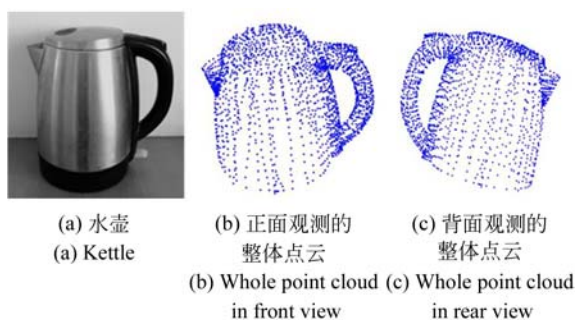 (a) 水壶
(a) Kettle
(b) 正面观测的
整体点云
(b) Whole point cloud
in front view
(c) 背面观测的
整体点云
(c) Whole point cloud
in rear view